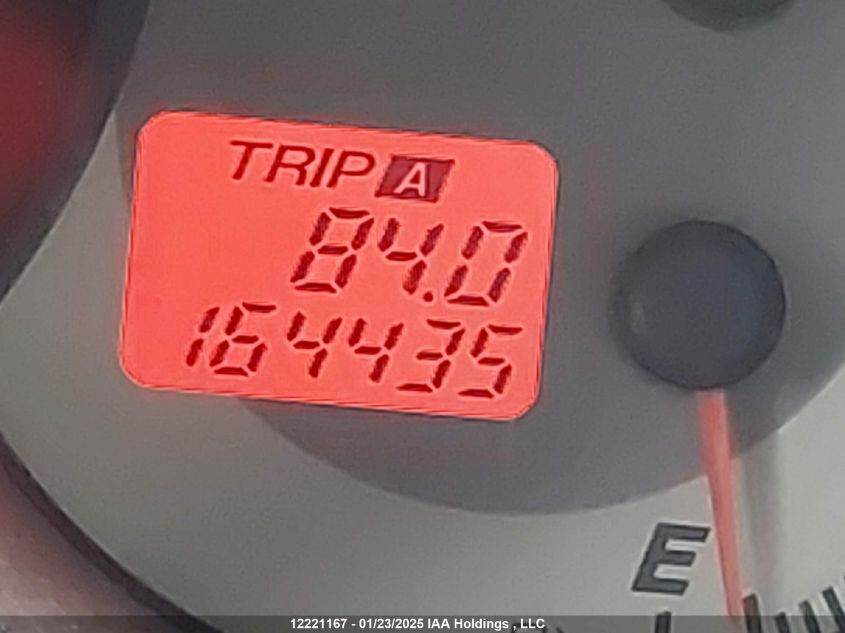 TRIP A
84.0
164435
E
12221167 - 01/23/2025 IAA Holdings , LLC